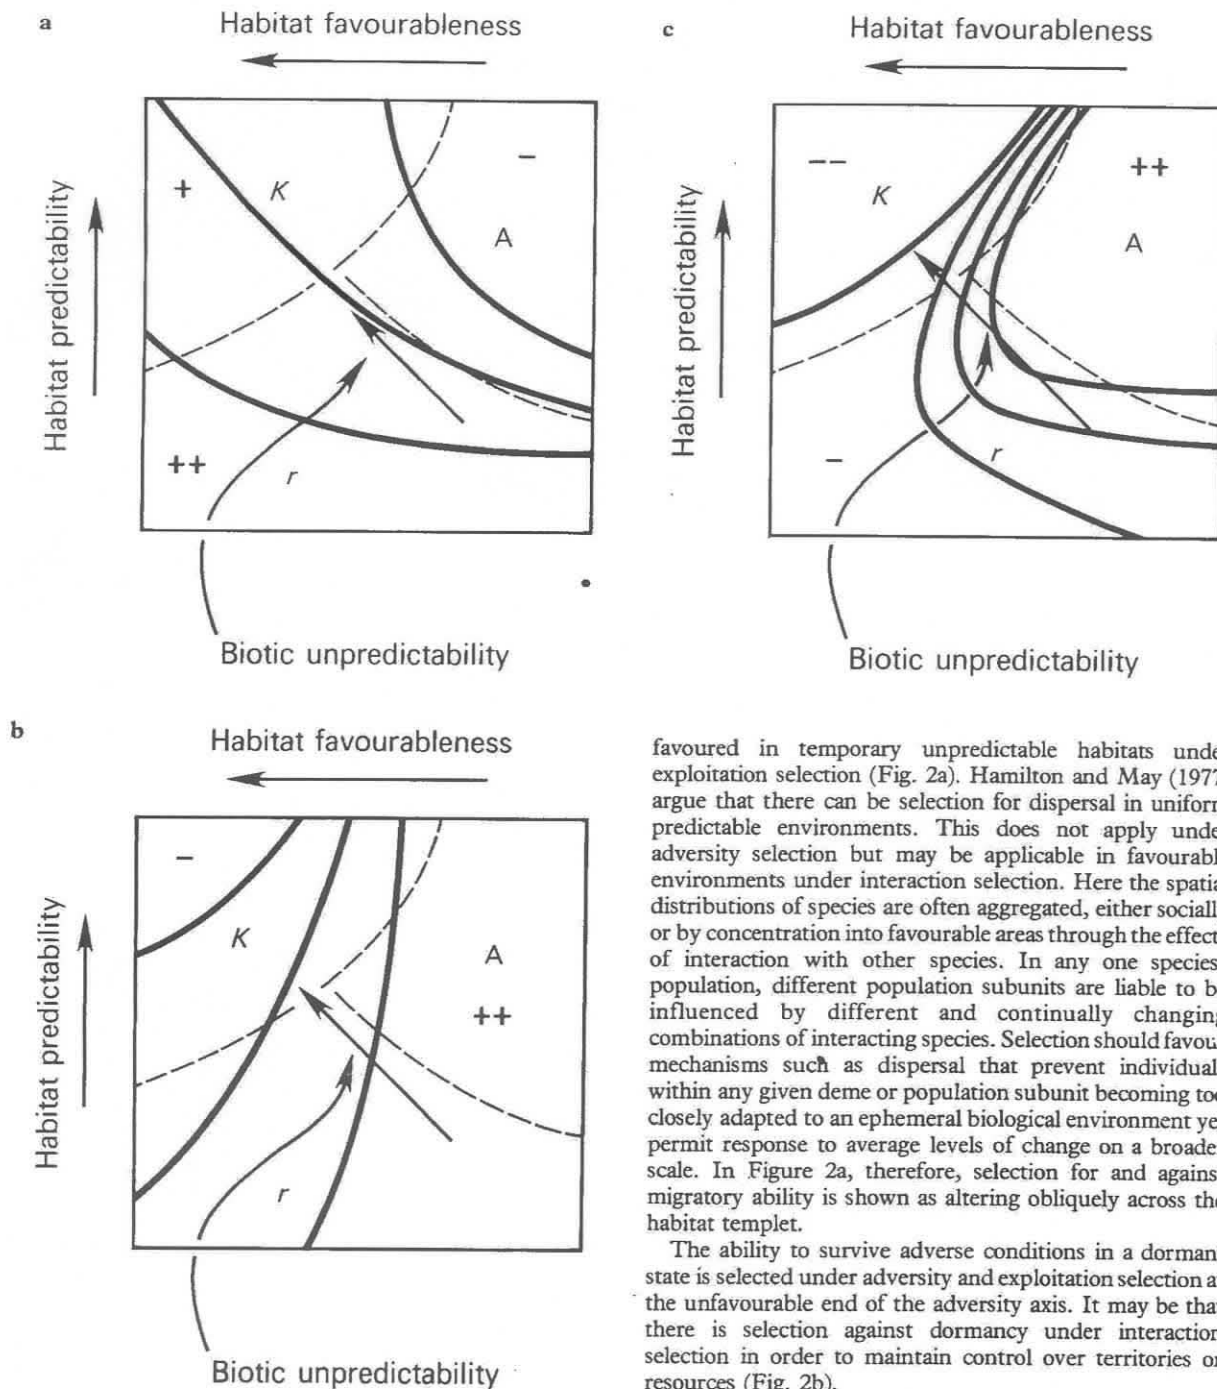 a
Habitat favourableness
Habitat predictability
+
K
-
A
++
r
Biotic unpredictability
c
Habitat favourableness
Habitat predictability
--
K
++
A
-
r
Biotic unpredictability
b
Habitat favourableness
Habitat predictability
-
K
A
++
r
Biotic unpredictability
favoured in temporary unpredictable habitats unde
exploitation selection (Fig. 2a). Hamilton and May (1977
argue that there can be selection for dispersal in uniform
predictable environments. This does not apply unde
adversity selection but may be applicable in favourabl
environments under interaction selection. Here the spatia
distributions of species are often aggregated, either sociall
or by concentration into favourable areas through the effect
of interaction with other species. In any one species
population, different population subunits are liable to b
influenced by different and continually changing
combinations of interacting species. Selection should favou
mechanisms such as dispersal that prevent individual
within any given deme or population subunit becoming too
closely adapted to an ephemeral biological environment ye
permit response to average levels of change on a broade
scale. In Figure 2a, therefore, selection for and agains
migratory ability is shown as altering obliquely across the
habitat templet.
The ability to survive adverse conditions in a dorman
state is selected under adversity and exploitation selection a
the unfavourable end of the adversity axis. It may be tha
there is selection against dormancy under interaction
selection in order to maintain control over territories or
resources (Fig. 2b).